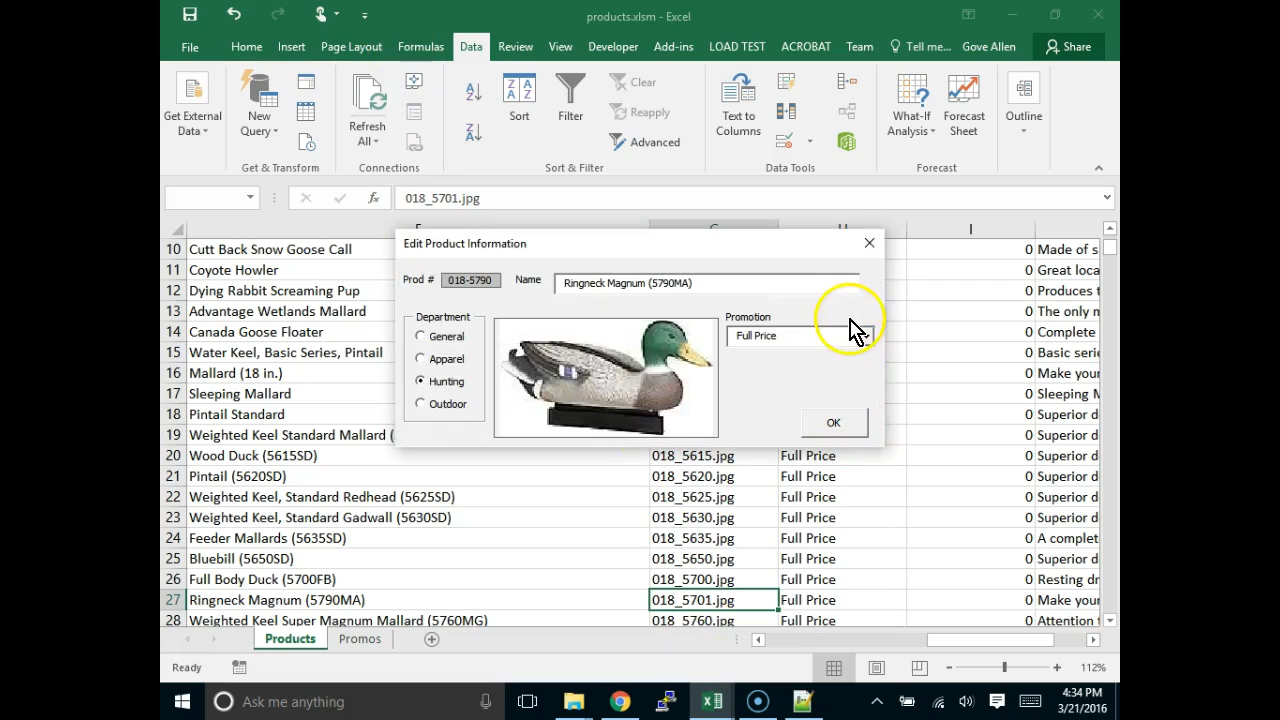 products.xlsm - Excel
File Home Insert Page Layout Formulas Data Review View Developer Add-ins LOAD TEST ACROBAT Team Tell me... Gove Allen Share
Get External Data
New Query
Refresh All
Sort
Filter
Clear
Reapply
Advanced
Text to Columns
What-If Analysis
Forecast Sheet
Outline
Get & Transform Connections Sort & Filter Data Tools Forecast
018_5701.jpg
I
Edit Product Information
Prod # 018-5790 Name Ringneck Magnum (5790MA)
Department
General
Apparel
Hunting
Outdoor
Promotion
Full Price
OK
10 Cutt Back Snow Goose Call 0 Made of s
11 Coyote Howler 0 Great loca
12 Dying Rabbit Screaming Pup 0 Produces t
13 Advantage Wetlands Mallard 0 The only m
14 Canada Goose Floater 0 Complete
15 Water Keel, Basic Series, Pintail 0 Basic serie
16 Mallard (18 in.) 0 Make your
17 Sleeping Mallard 0 Superior d
18 Pintail Standard 0 Superior d
19 Weighted Keel Standard Mallard ( 0 Superior d
20 Wood Duck (5615SD) 018_5615.jpg Full Price 0 Superior d
21 Pintail (5620SD) 018_5620.jpg Full Price 0 Superior d
22 Weighted Keel, Standard Redhead (5625SD) 018_5625.jpg Full Price 0 Superior d
23 Weighted Keel, Standard Gadwall (5630SD) 018_5630.jpg Full Price 0 Superior d
24 Feeder Mallards (5635SD) 018_5635.jpg Full Price 0 A complet
25 Bluebill (5650SD) 018_5650.jpg Full Price 0 Superior d
26 Full Body Duck (5700FB) 018_5700.jpg Full Price 0 Resting dr
27 Ringneck Magnum (5790MA) 018_5701.jpg Full Price 0 Make your
28 Weighted Keel Super Magnum Mallard (5760MG) 018_5760.jpg Full Price 0 Attention
Products Promos
Ready 112%
Ask me anything
4:34 PM
3/21/2016